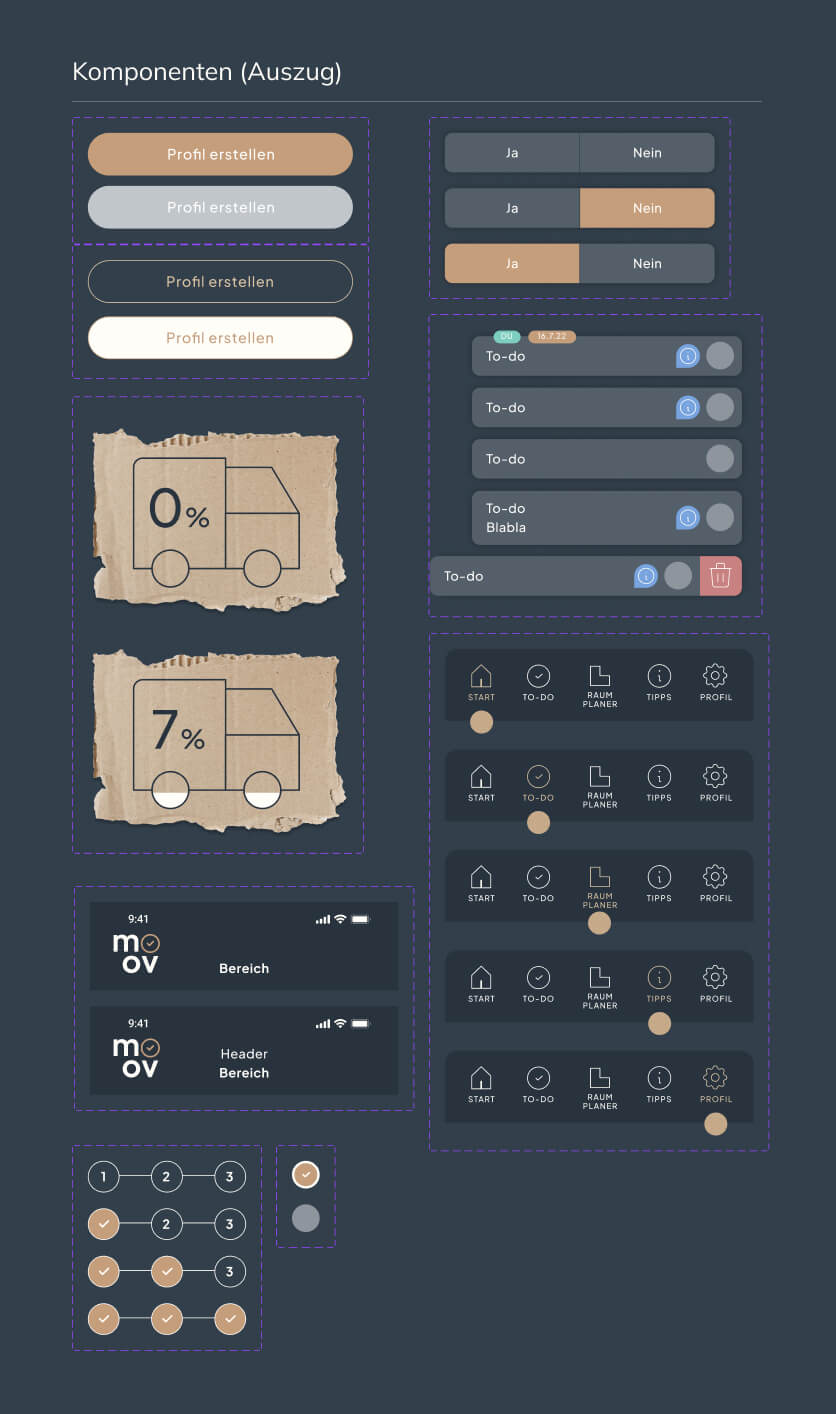 Komponenten (Auszug)
Profil erstellen
Profil erstellen
Profil erstellen
Profil erstellen
0%
7%
9:41
mov
ov
Bereich
9:41
mov
ov
Header
Bereich
1 2 3
2 3
3
Ja Nein
Ja Nein
Ja Nein
DU 16.7.22
To-do
To-do
To-do
To-do
Blabla
To-do
START TO-DO RAUM TIPPS PROFIL
PLANER
START TO-DO RAUM TIPPS PROFIL
PLANER
START TO-DO RAUM TIPPS PROFIL
PLANER
START TO-DO RAUM TIPPS PROFIL
PLANER
START TO-DO RAUM TIPPS PROFIL
PLANER